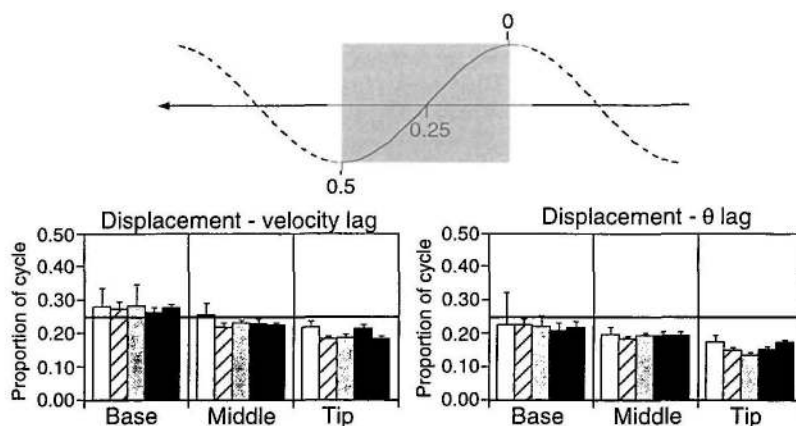 0
0.25
0.5
Displacement - velocity lag
Proportion of cycle
0.50
0.40
0.30
0.20
0.10
0.00
Base Middle Tip
Displacement - θ lag
Proportion of cycle
0.50
0.40
0.30
0.20
0.10
0.00
Base Middle Tip